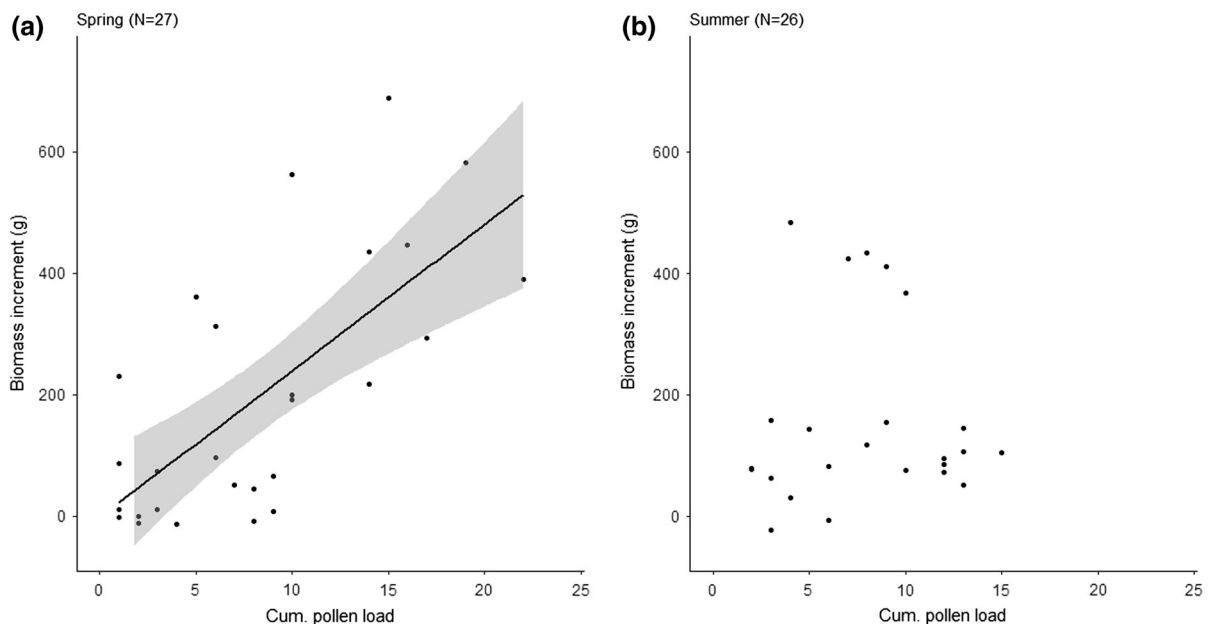 (a) Spring (N=27)
600
400
200
0
Biomass increment (g)
0 5 10 15 20 25
Cum. pollen load
(b) Summer (N=26)
600
400
200
0
Biomass increment (g)
0 5 10 15 20 25
Cum. pollen load